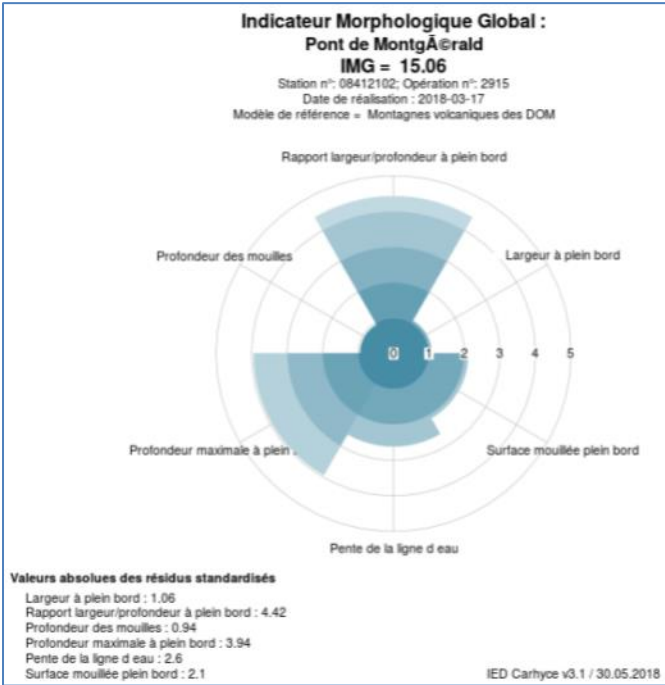 Indicateur Morphologique Global :
Pont de MontgÃ©rald
IMG = 15.06
Station n°: 08412102; Opération n°: 2915
Date de réalisation : 2018-03-17
Modèle de référence = Montagnes volcaniques des DOM
Rapport largeur/profondeur à plein bord
Profondeur des mouilles
Largeur à plein bord
0 1 2 3 4 5
Profondeur maximale à plein
Surface mouillée plein bord
Pente de la ligne d eau
Valeurs absolues des résidus standardisés
Largeur à plein bord : 1.06
Rapport largeur/profondeur à plein bord : 4.42
Profondeur des mouilles : 0.94
Profondeur maximale à plein bord : 3.94
Pente de la ligne d eau : 2.6
Surface mouillée plein bord : 2.1
IED Carhyce v3.1 / 30.05.2018